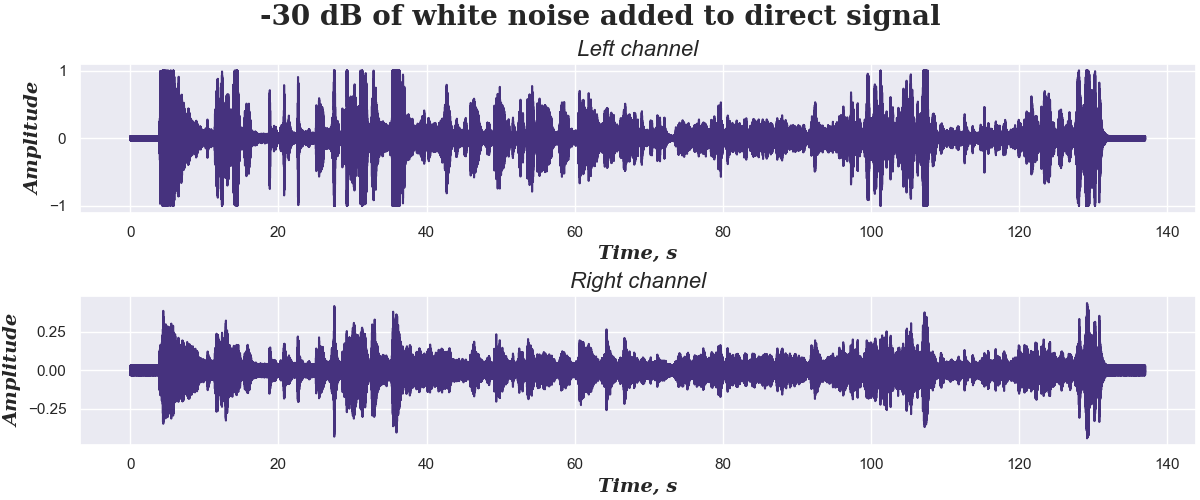 -30 dB of white noise added to direct signal
Left channel
Amplitude
1
0
−1
0 20 40 60 80 100 120 140
Time, s
Right channel
Amplitude
0.25
0.00
−0.25
0 20 40 60 80 100 120 140
Time, s